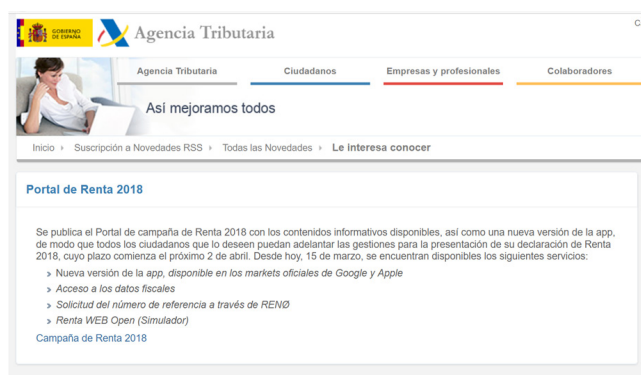 GOBIERNO
DE ESPAÑA
Agencia Tributaria
Agencia Tributaria Ciudadanos Empresas y profesionales Colaboradores
Así mejoramos todos
Inicio Suscripción a Novedades RSS Todas las Novedades Le interesa conocer
Portal de Renta 2018
Se publica el Portal de campaña de Renta 2018 con los contenidos informativos disponibles, así como una nueva versión de la app,
de modo que todos los ciudadanos que lo deseen puedan adelantar las gestiones para la presentación de su declaración de Renta
2018, cuyo plazo comienza el próximo 2 de abril. Desde hoy, 15 de marzo, se encuentran disponibles los siguientes servicios:
Nueva versión de la app, disponible en los markets oficiales de Google y Apple
Acceso a los datos fiscales
Solicitud del número de referencia a través de RENØ
Renta WEB Open (Simulador)
Campaña de Renta 2018